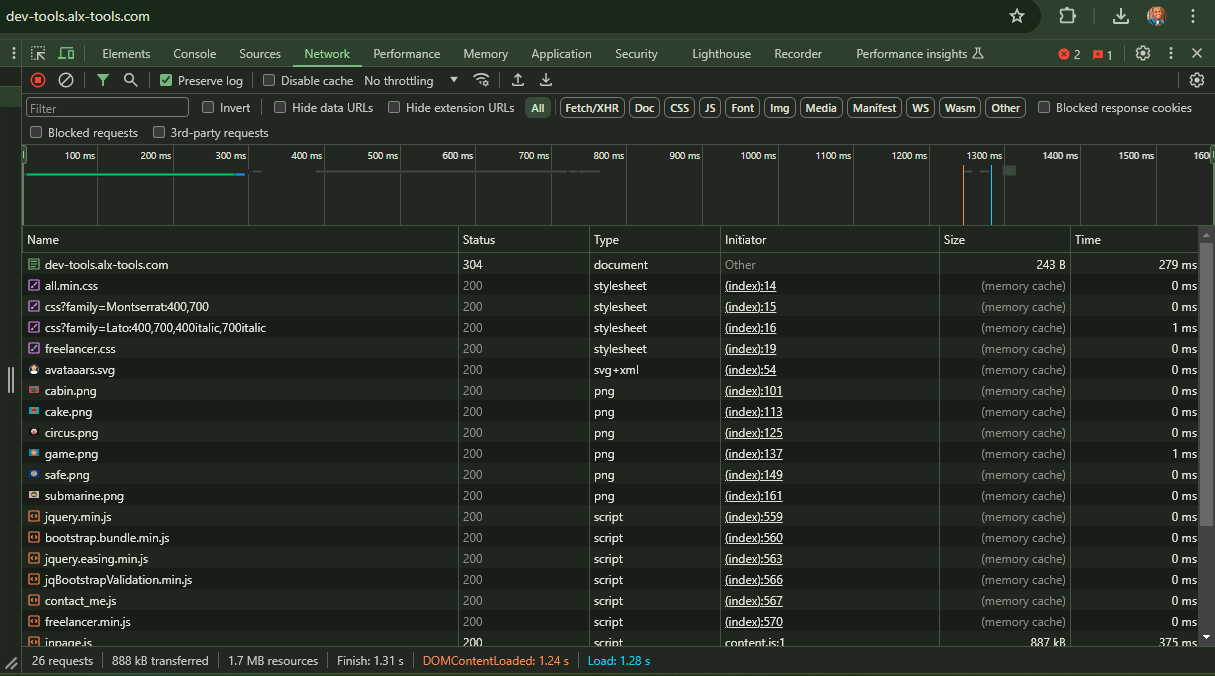 dev-tools.alx-tools.com
Elements Console Sources Network Performance Memory Application Security Lighthouse Recorder Performance insights 2 1
Preserve log Disable cache No throttling
Filter Invert Hide data URLs Hide extension URLs All Fetch/XHR Doc CSS JS Font Img Media Manifest WS Wasm Other Blocked response cookies
Blocked requests 3rd-party requests
100 ms 200 ms 300 ms 400 ms 500 ms 600 ms 700 ms 800 ms 900 ms 1000 ms 1100 ms 1200 ms 1300 ms 1400 ms 1500 ms 1600
Name Status Type Initiator Size Time
dev-tools.alx-tools.com 304 document Other 243 B 279 ms
all.min.css 200 stylesheet (index):14 (memory cache) 0 ms
css?family=Montserrat:400,700 200 stylesheet (index):15 (memory cache) 0 ms
css?family=Lato:400,700,400italic,700italic 200 stylesheet (index):16 (memory cache) 1 ms
freelancer.css 200 stylesheet (index):19 (memory cache) 0 ms
avataaars.svg 200 svg+xml (index):54 (memory cache) 0 ms
cabin.png 200 png (index):101 (memory cache) 0 ms
cake.png 200 png (index):113 (memory cache) 0 ms
circus.png 200 png (index):125 (memory cache) 0 ms
game.png 200 png (index):137 (memory cache) 1 ms
safe.png 200 png (index):149 (memory cache) 0 ms
submarine.png 200 png (index):161 (memory cache) 0 ms
jquery.min.js 200 script (index):559 (memory cache) 0 ms
bootstrap.bundle.min.js 200 script (index):560 (memory cache) 0 ms
jquery.easing.min.js 200 script (index):563 (memory cache) 0 ms
jqBootstrapValidation.min.js 200 script (index):566 (memory cache) 0 ms
contact_me.js 200 script (index):567 (memory cache) 0 ms
freelancer.min.js 200 script (index):570 (memory cache) 0 ms
inpage.js 200 script content.js:1 887 kB 375 ms
26 requests 888 kB transferred 1.7 MB resources Finish: 1.31 s DOMContentLoaded: 1.24 s Load: 1.28 s